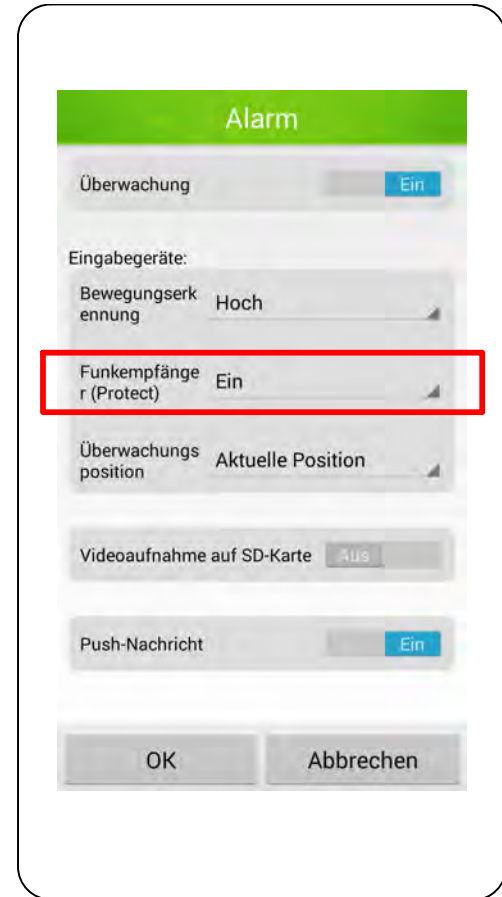 Alarm
Überwachung Ein
Eingabegeräte:
Bewegungserk
ennung Hoch
Funkempfänge
r (Protect) Ein
Überwachungs
position Aktuelle Position
Videoaufnahme auf SD-Karte Aus
Push-Nachricht Ein
OK Abbrechen